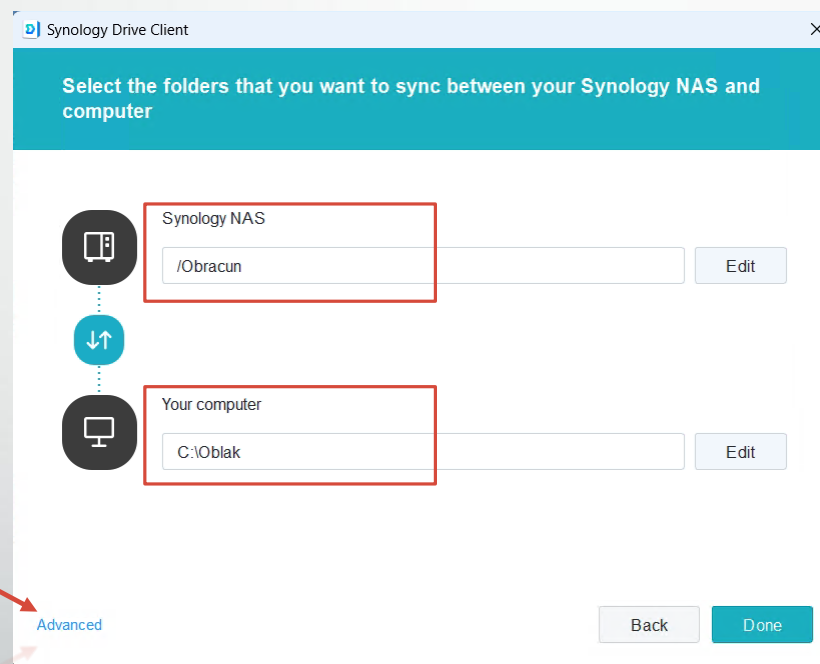 Synology Drive Client
Select the folders that you want to sync between your Synology NAS and
computer
Synology NAS
/Obracun
Edit
Your computer
C:\Oblak
Edit
Advanced
Back
Done